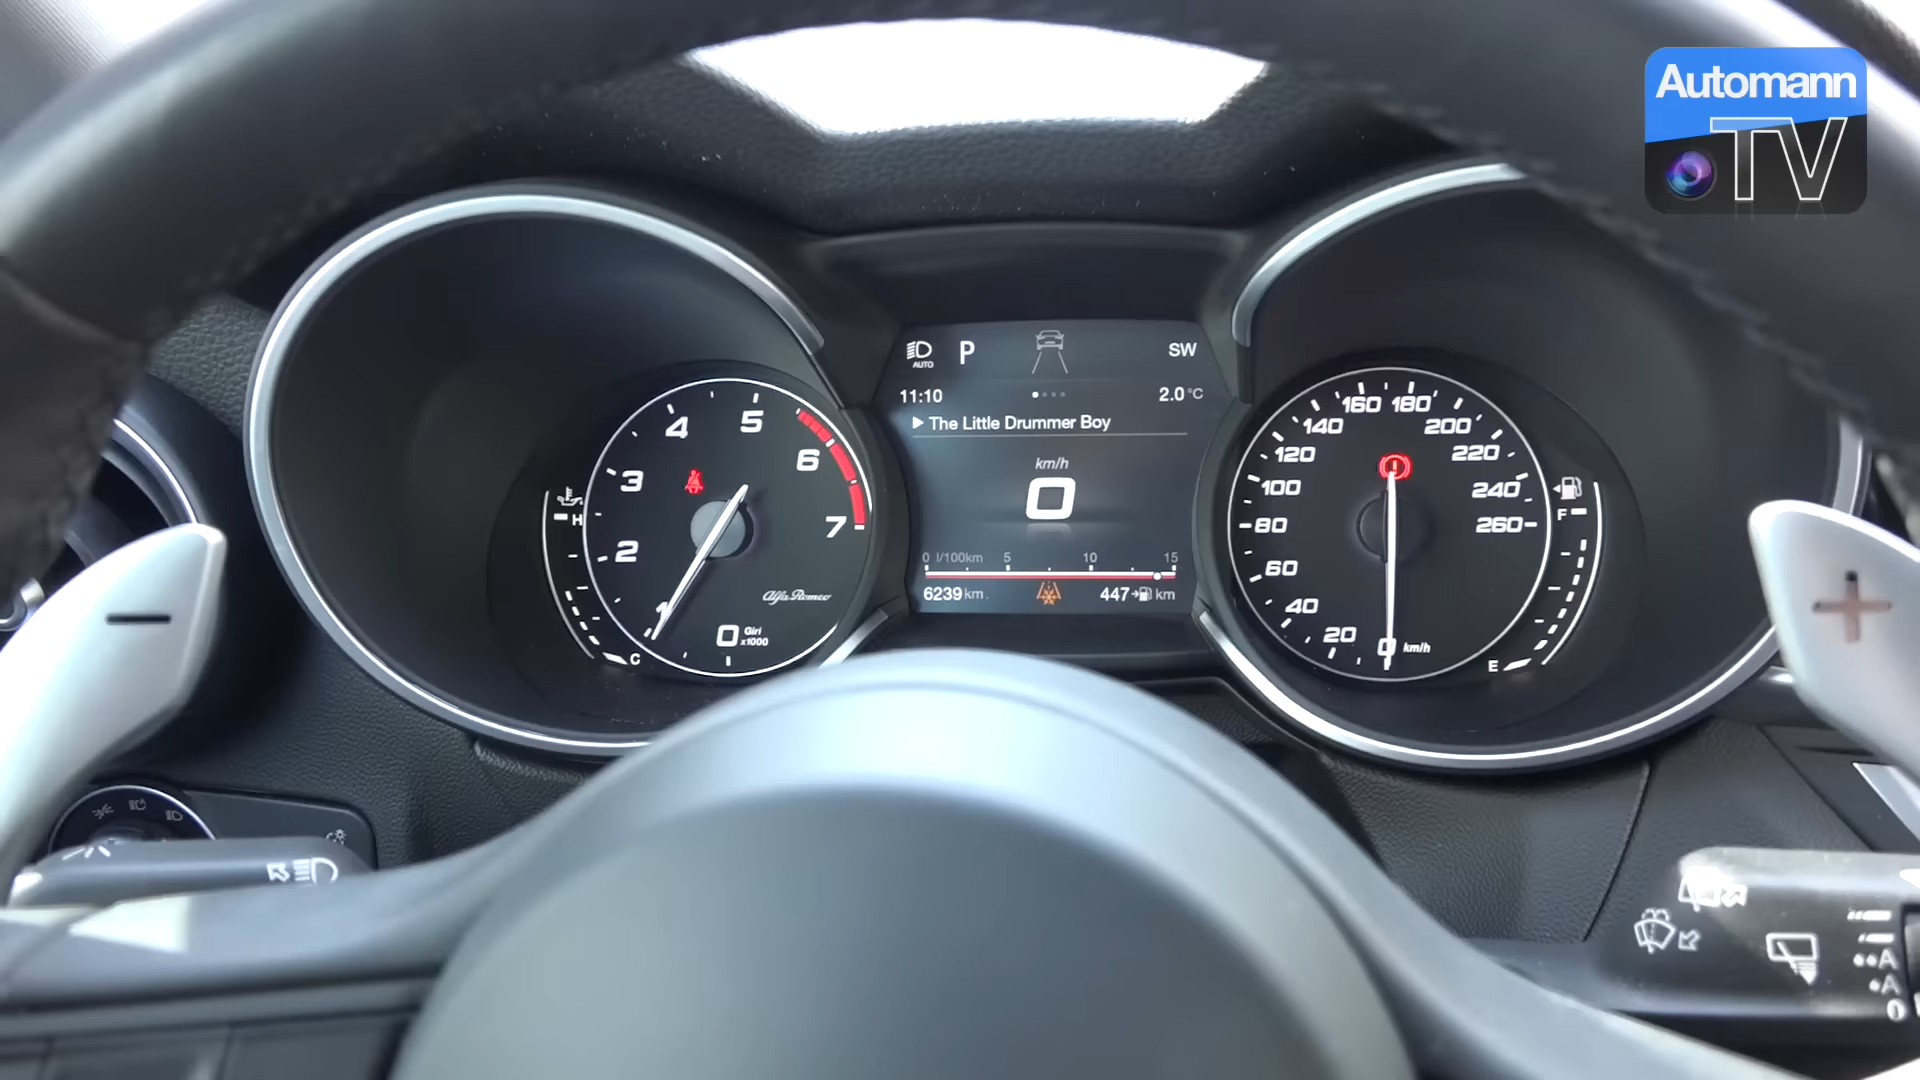 Automann
TV
AUTO
P
SW
11:10
2.0 °C
The Little Drummer Boy
km/h
0
0 l/100km 5 10 15
6239 km
447 km
1
2
3
4
5
6
7
H
C
Alfa Romeo
0 Giri
x1000
0
20
40
60
80
100
120
140
160
180
200
220
240
260
km/h
F
E
−
+
A
A
0